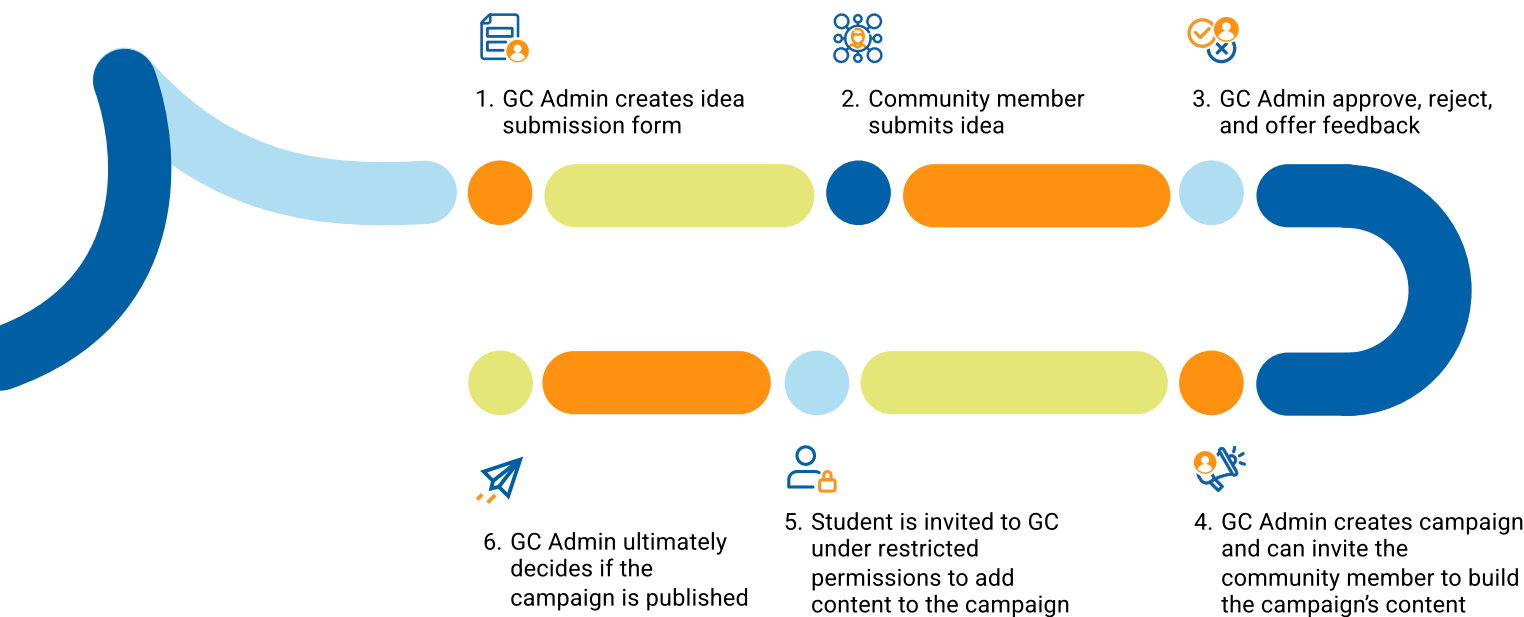 1. GC Admin creates idea
submission form
2. Community member
submits idea
3. GC Admin approve, reject,
and offer feedback
4. GC Admin creates campaign
and can invite the
community member to build
the campaign's content
5. Student is invited to GC
under restricted
permissions to add
content to the campaign
6. GC Admin ultimately
decides if the
campaign is published